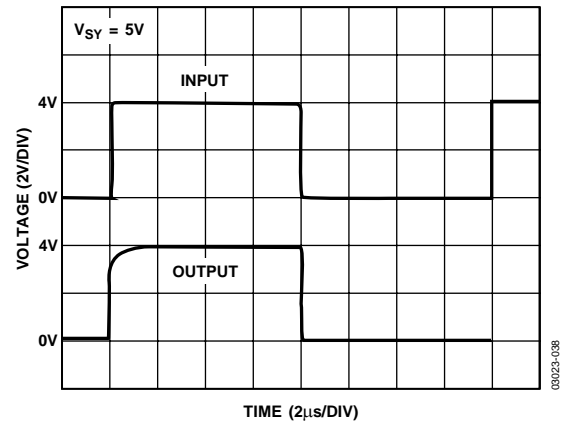 V_SY = 5V
INPUT
4V
0V
4V
OUTPUT
0V
VOLTAGE (2V/DIV)
TIME (2µs/DIV)
03023-038